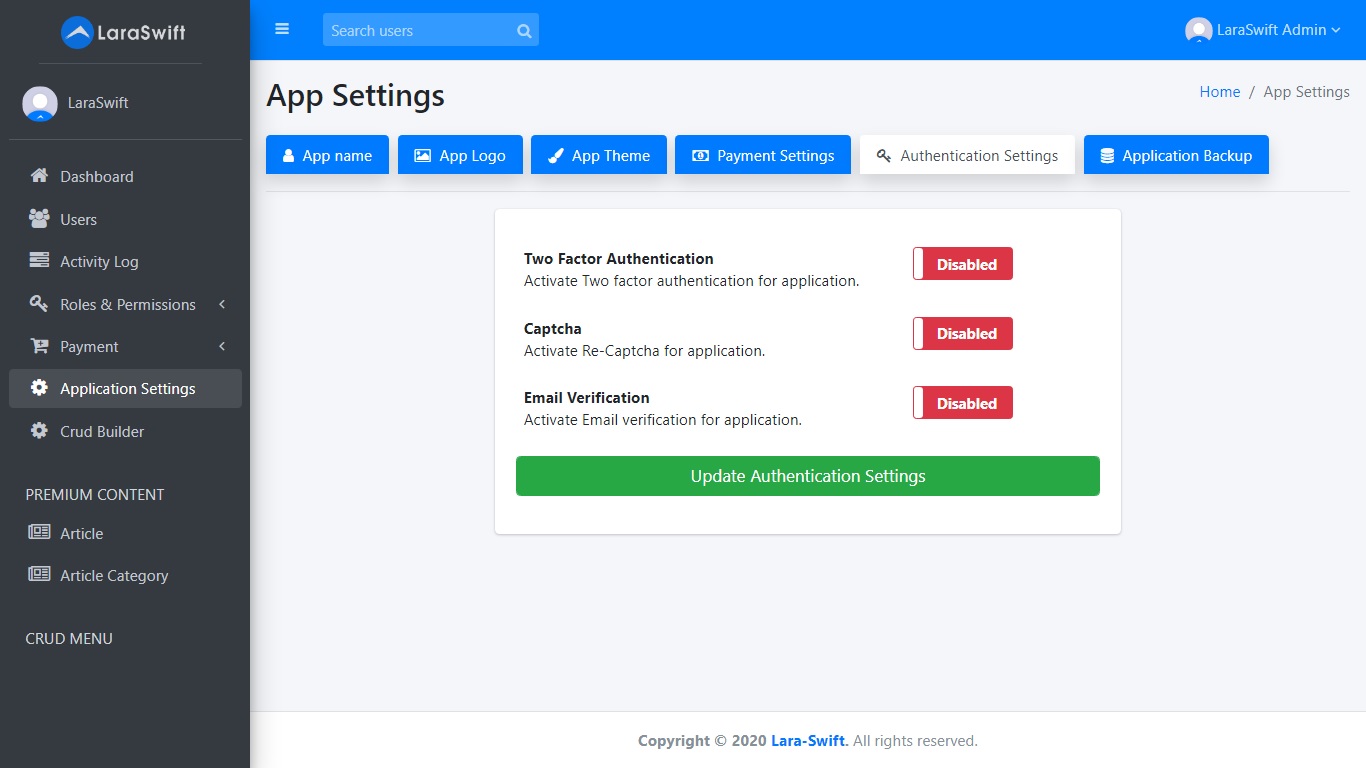 LaraSwift
LaraSwift
Dashboard
Users
Activity Log
Roles & Permissions
Payment
Application Settings
Crud Builder
PREMIUM CONTENT
Article
Article Category
CRUD MENU
Search users
LaraSwift Admin
App Settings
Home / App Settings
App name
App Logo
App Theme
Payment Settings
Authentication Settings
Application Backup
Two Factor Authentication
Activate Two factor authentication for application.
Disabled
Captcha
Activate Re-Captcha for application.
Disabled
Email Verification
Activate Email verification for application.
Disabled
Update Authentication Settings
Copyright © 2020 Lara-Swift. All rights reserved.